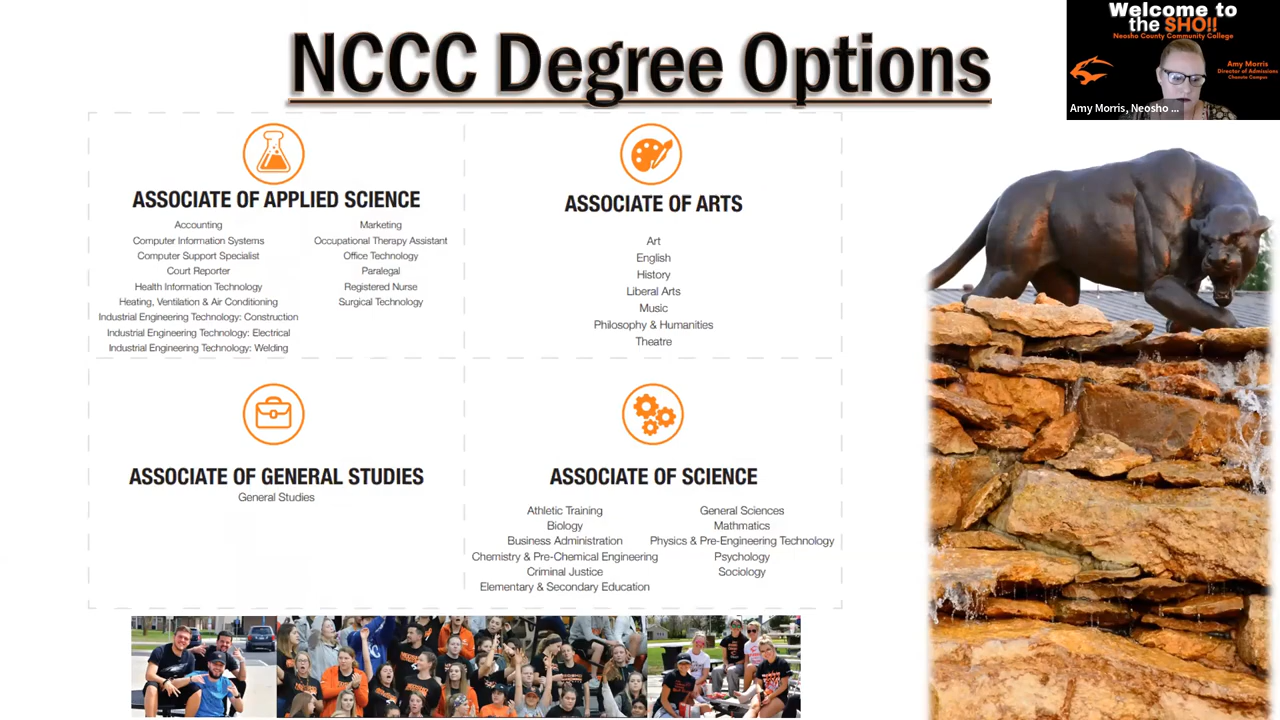 NCCC Degree Options
Welcome to
the SHO!!
Neosho County Community College
Amy Morris
Director of Admissions
Chanute Campus
Amy Morris, Neosho ...
ASSOCIATE OF APPLIED SCIENCE
Accounting
Computer Information Systems
Computer Support Specialist
Court Reporter
Health Information Technology
Heating, Ventilation & Air Conditioning
Industrial Engineering Technology: Construction
Industrial Engineering Technology: Electrical
Industrial Engineering Technology: Welding
Marketing
Occupational Therapy Assistant
Office Technology
Paralegal
Registered Nurse
Surgical Technology
ASSOCIATE OF ARTS
Art
English
History
Liberal Arts
Music
Philosophy & Humanities
Theatre
ASSOCIATE OF GENERAL STUDIES
General Studies
ASSOCIATE OF SCIENCE
Athletic Training
Biology
Business Administration
Chemistry & Pre-Chemical Engineering
Criminal Justice
Elementary & Secondary Education
General Sciences
Mathmatics
Physics & Pre-Engineering Technology
Psychology
Sociology